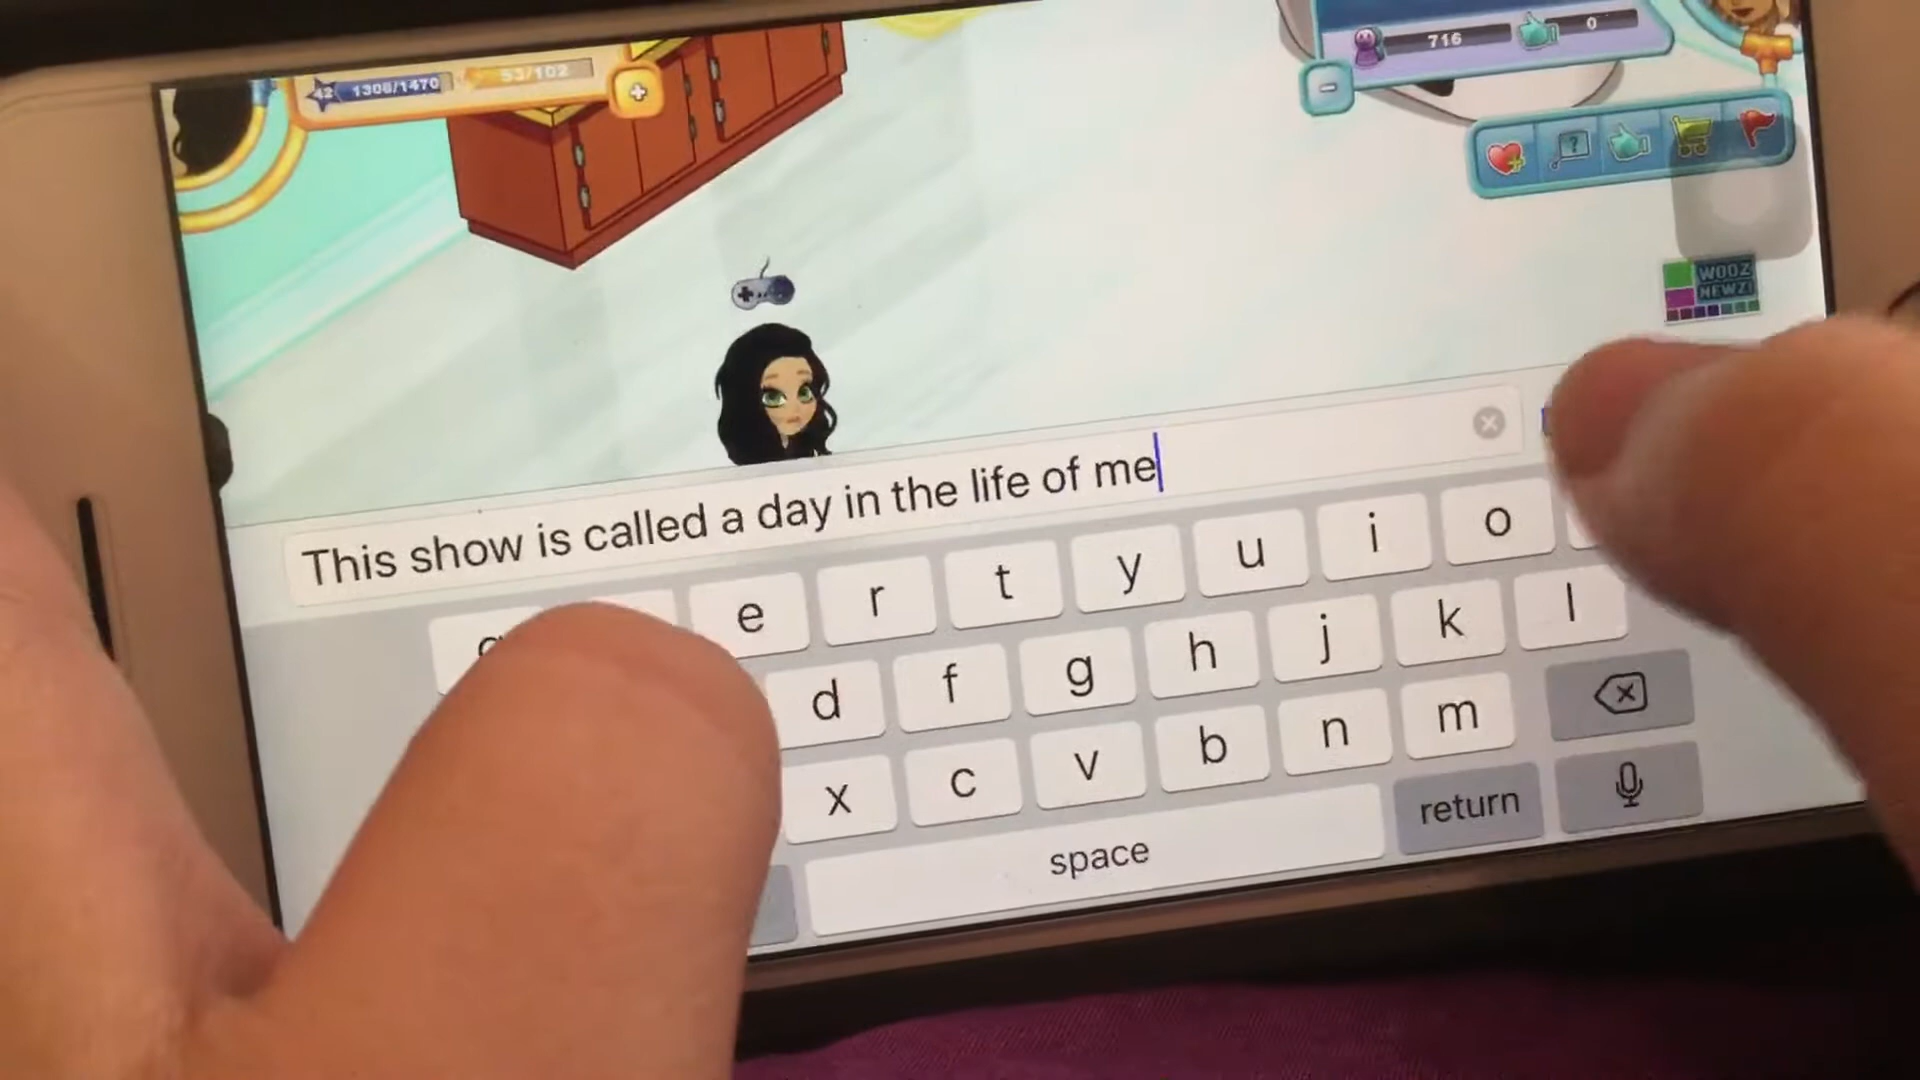 42 1308/1470 53/102
716 0
?
WOOZ
NEWZ!
This show is called a day in the life of me
e r t y u i o
d f g h j k l
x c v b n m
space return